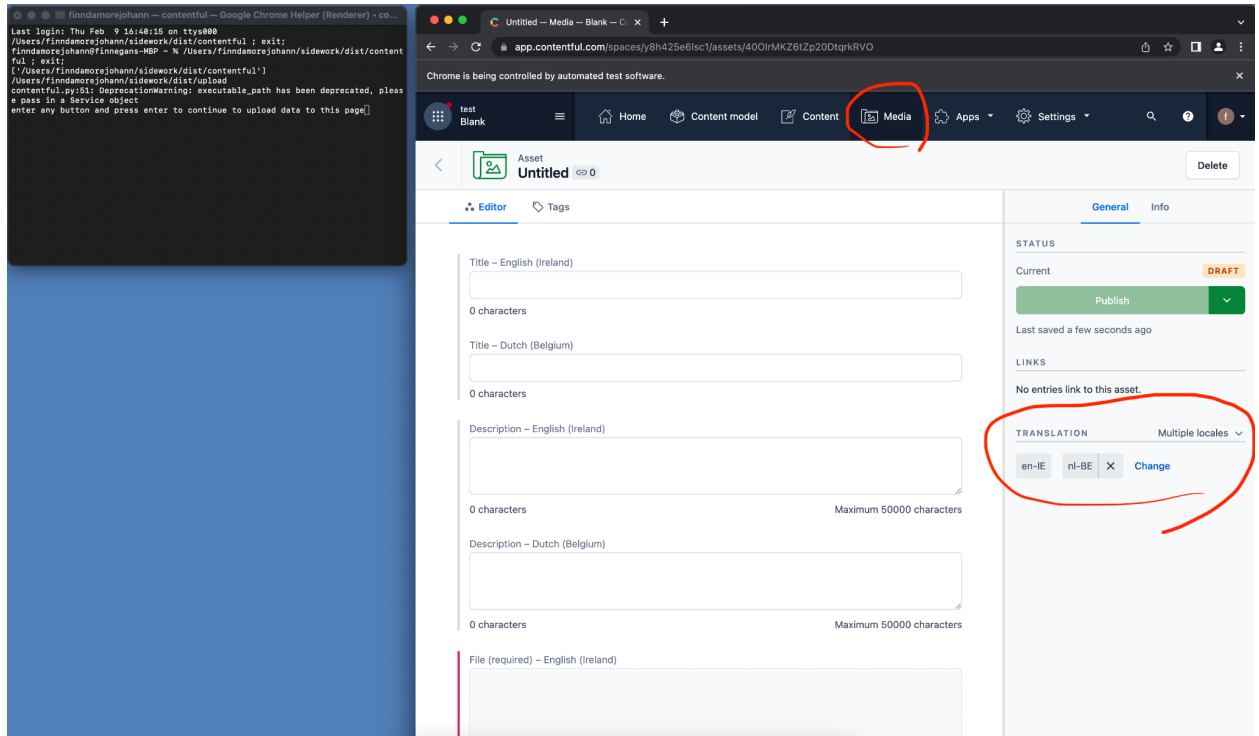 finndamorejohann — contentful — Google Chrome Helper (Renderer) • co...
Last login: Thu Feb  9 16:40:15 on ttys000
/Users/finndamorejohann/sidework/dist/contentful ; exit;
finndamorejohann@finnegans-MBP ~ % /Users/finndamorejohann/sidework/dist/content
ful ; exit;
['/Users/finndamorejohann/sidework/dist/contentful']
/Users/finndamorejohann/sidework/dist/upload
contentful.py:51: DeprecationWarning: executable_path has been deprecated, pleas
e pass in a Service object
enter any button and press enter to continue to upload data to this page
Untitled — Media — Blank — Co
app.contentful.com/spaces/y8h425e6lsc1/assets/40OlrMKZ6tZp20DtqrkRVO
Chrome is being controlled by automated test software.
test
Blank
Home
Content model
Content
Media
Apps
Settings
f
Asset
Untitled
0
Delete
Editor
Tags
Title – English (Ireland)
0 characters
Title – Dutch (Belgium)
0 characters
Description – English (Ireland)
0 characters
Maximum 50000 characters
Description – Dutch (Belgium)
0 characters
Maximum 50000 characters
File (required) – English (Ireland)
General
Info
STATUS
Current
DRAFT
Publish
Last saved a few seconds ago
LINKS
No entries link to this asset.
TRANSLATION
Multiple locales
en-IE
nl-BE
Change